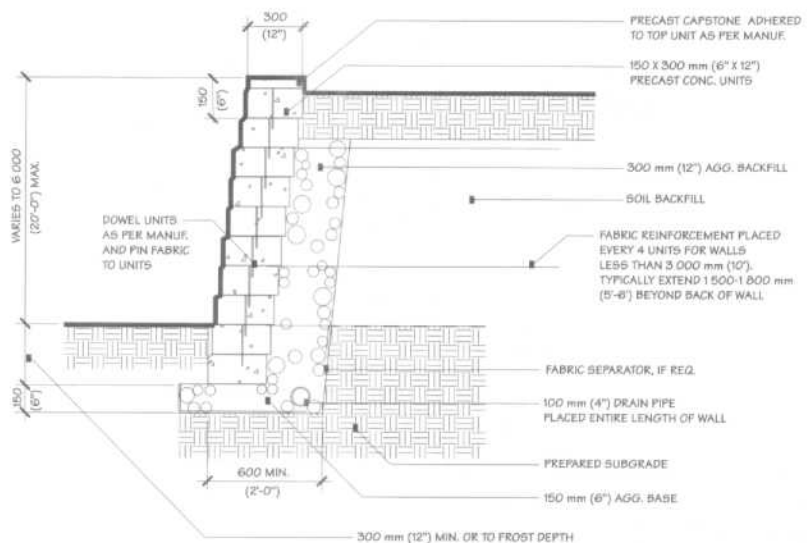 300
(12")
PRECAST CAPSTONE ADHERED
TO TOP UNIT AS PER MANUF.
150 X 300 mm (6" X 12")
PRECAST CONC. UNITS
150
(6")
300 mm (12") AGG. BACKFILL
SOIL BACKFILL
VARIES TO 6 000
(20'-0") MAX.
DOWEL UNITS
AS PER MANUF.
AND PIN FABRIC
TO UNITS
FABRIC REINFORCEMENT PLACED
EVERY 4 UNITS FOR WALLS
LESS THAN 3 000 mm (10').
TYPICALLY EXTEND 1 500-1 800 mm
(5'-6') BEYOND BACK OF WALL
FABRIC SEPARATOR, IF REQ.
150
(6")
100 mm (4") DRAIN PIPE
PLACED ENTIRE LENGTH OF WALL
PREPARED SUBGRADE
600 MIN.
(2'-0")
150 mm (6") AGG. BASE
300 mm (12") MIN. OR TO FROST DEPTH